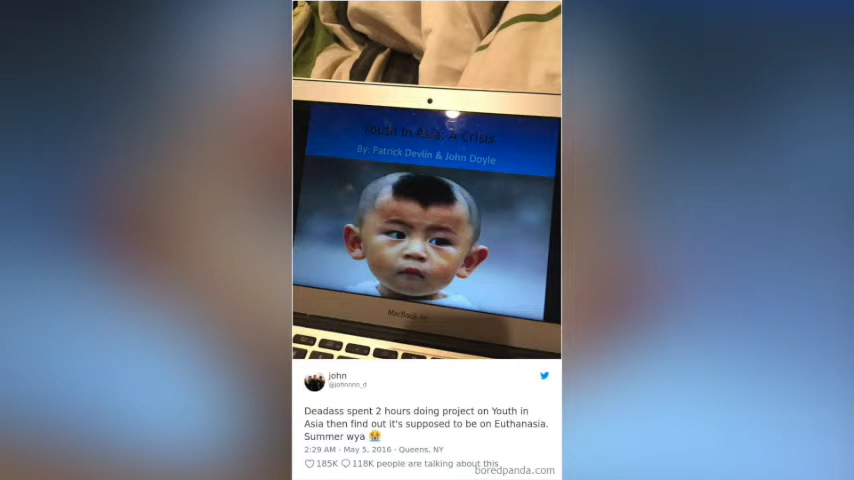 Youth In Asia: A Crisis
By: Patrick Devlin & John Doyle
MacBook Air
john
@johnnnn_d
Deadass spent 2 hours doing project on Youth in
Asia then find out it's supposed to be on Euthanasia.
Summer wya 😭
2:29 AM - May 5, 2016 · Queens, NY
185K 118K people are talking about this
boredpanda.com